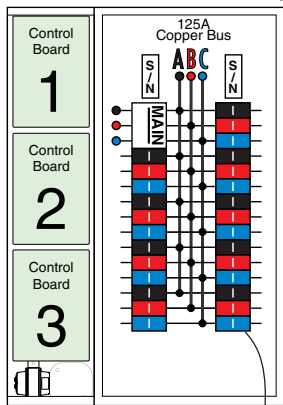 Control
Board
1
Control
Board
2
Control
Board
3
125A
Copper Bus
A B C
S/N
S/N
MAIN